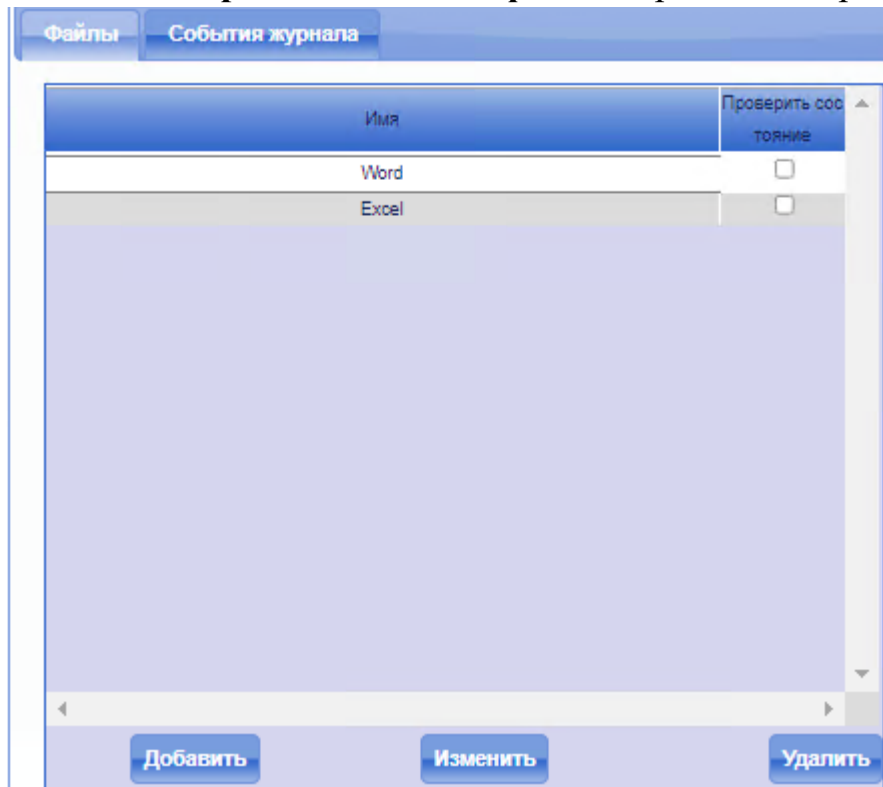 Файлы События журнала
Имя Проверить сос
тояние
Word
Excel
Добавить Изменить Удалить